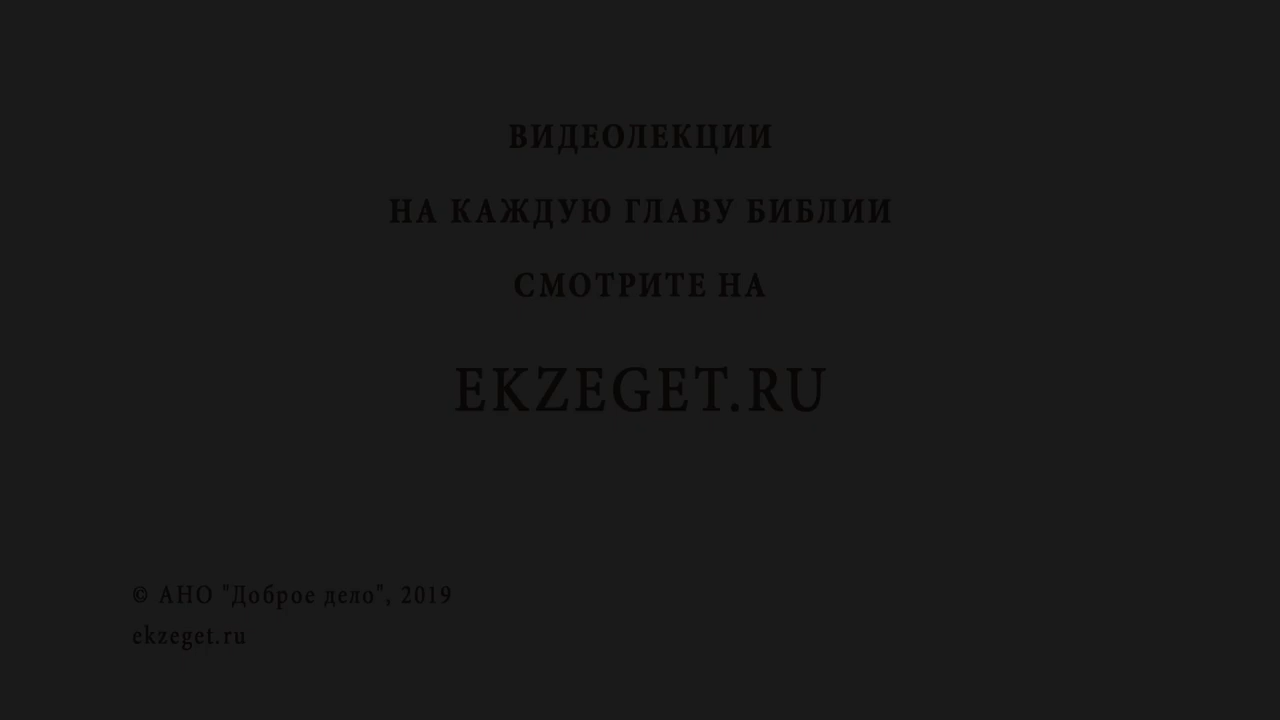 ВИДЕОЛЕКЦИИ
НА КАЖДУЮ ГЛАВУ БИБЛИИ
СМОТРИТЕ НА
EKZEGET.RU
© АНО "Доброе дело", 2019
ekzeget.ru